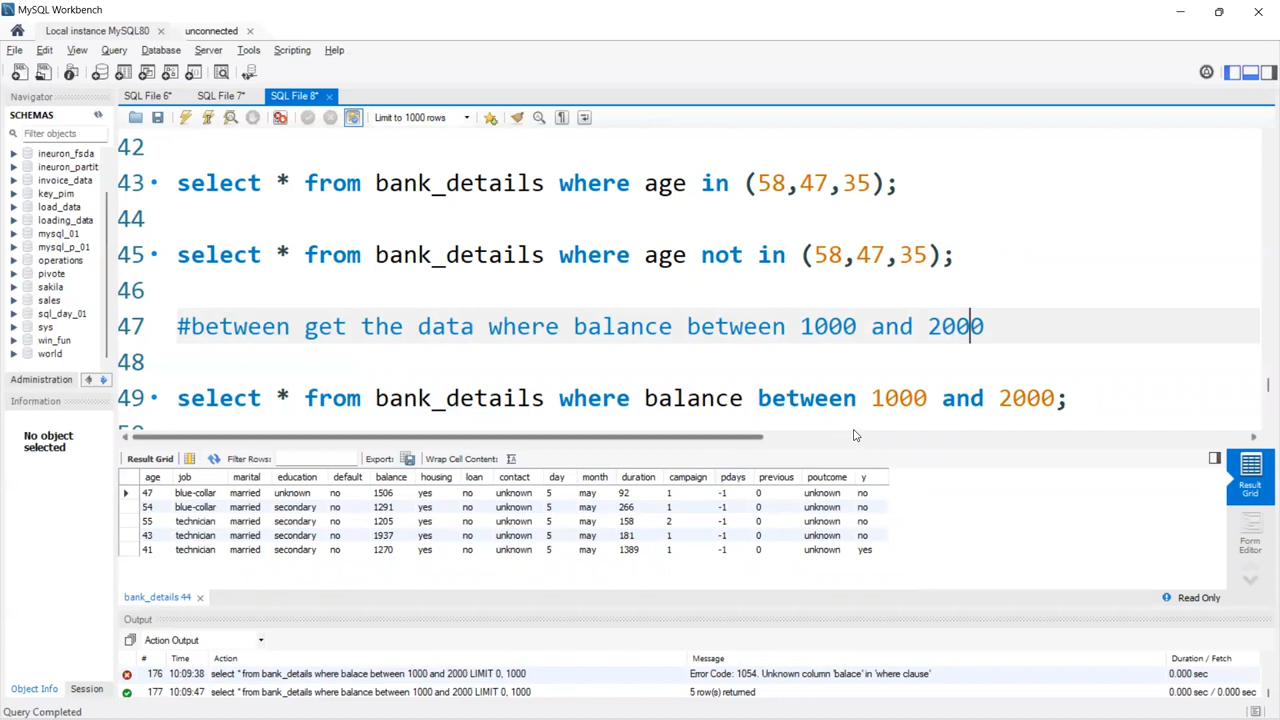 MySQL Workbench
Local instance MySQL80 × unconnected ×
File Edit View Query Database Server Tools Scripting Help
Navigator SQL File 6* SQL File 7* SQL File 8* ×
SCHEMAS
Limit to 1000 rows
Filter objects
ineuron_fsda
ineuron_partit
invoice_data
key_pim
load_data
loading_data
mysql_01
mysql_p_01
operations
pivote
sakila
sales
sql_day_01
sys
win_fun
world
Administration
Information
No object
selected
42
43 select * from bank_details where age in (58,47,35);
44
45 select * from bank_details where age not in (58,47,35);
46
47 #between get the data where balance between 1000 and 2000
48
49 select * from bank_details where balance between 1000 and 2000;
Result Grid Filter Rows: Export: Wrap Cell Content:
age job marital education default balance housing loan contact day month duration campaign pdays previous poutcome y
47 blue-collar married unknown no 1506 yes no unknown 5 may 92 1 -1 0 unknown no
54 blue-collar married secondary no 1291 yes no unknown 5 may 266 1 -1 0 unknown no
55 technician married secondary no 1205 yes no unknown 5 may 158 2 -1 0 unknown no
43 technician married secondary no 1937 yes no unknown 5 may 181 1 -1 0 unknown no
41 technician married secondary no 1270 yes no unknown 5 may 1389 1 -1 0 unknown yes
Result
Grid
Form
Editor
bank_details 44 × Read Only
Output
Action Output
# Time Action Message Duration / Fetch
176 10:09:38 select * from bank_details where balace between 1000 and 2000 LIMIT 0, 1000 Error Code: 1054. Unknown column 'balace' in 'where clause' 0.000 sec
177 10:09:47 select * from bank_details where balance between 1000 and 2000 LIMIT 0, 1000 5 row(s) returned 0.000 sec / 0.000 sec
Object Info Session
Query Completed